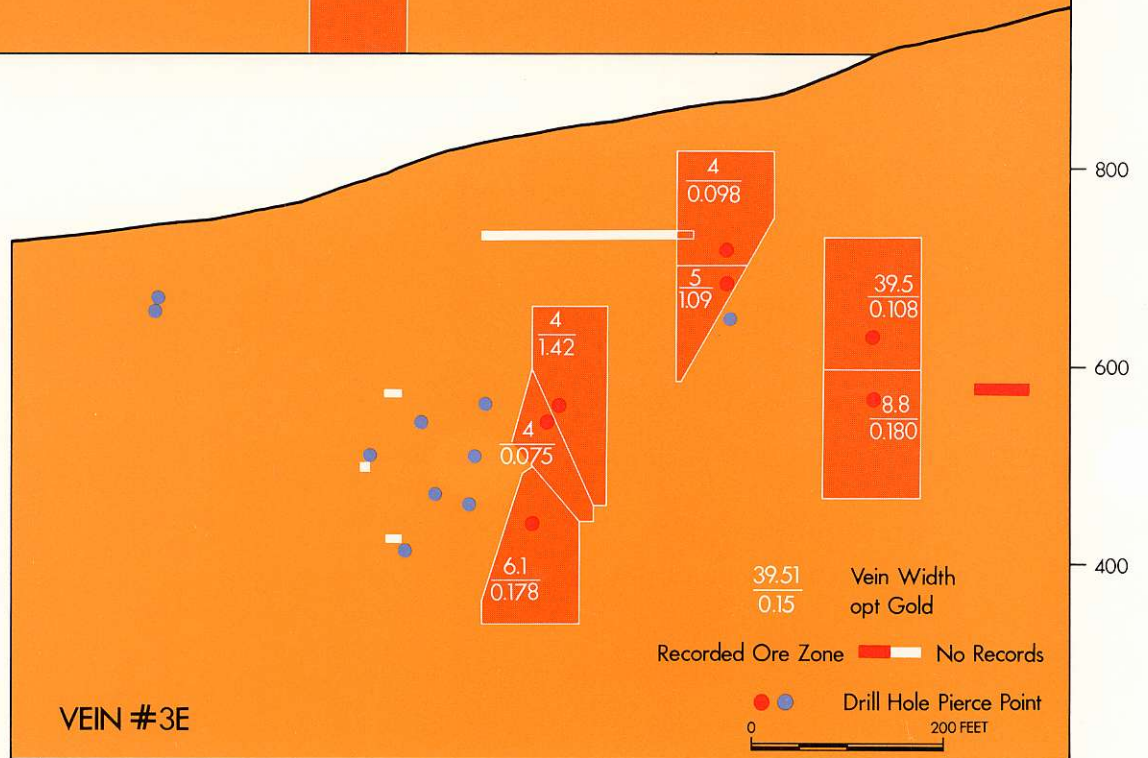 800
4
0.098
5
1.09
39.5
0.108
4
1.42
600
8.8
0.180
4
0.075
6.1
0.178
400
39.51
0.15
Vein Width
opt Gold
Recorded Ore Zone
No Records
Drill Hole Pierce Point
0 200 FEET
VEIN #3E